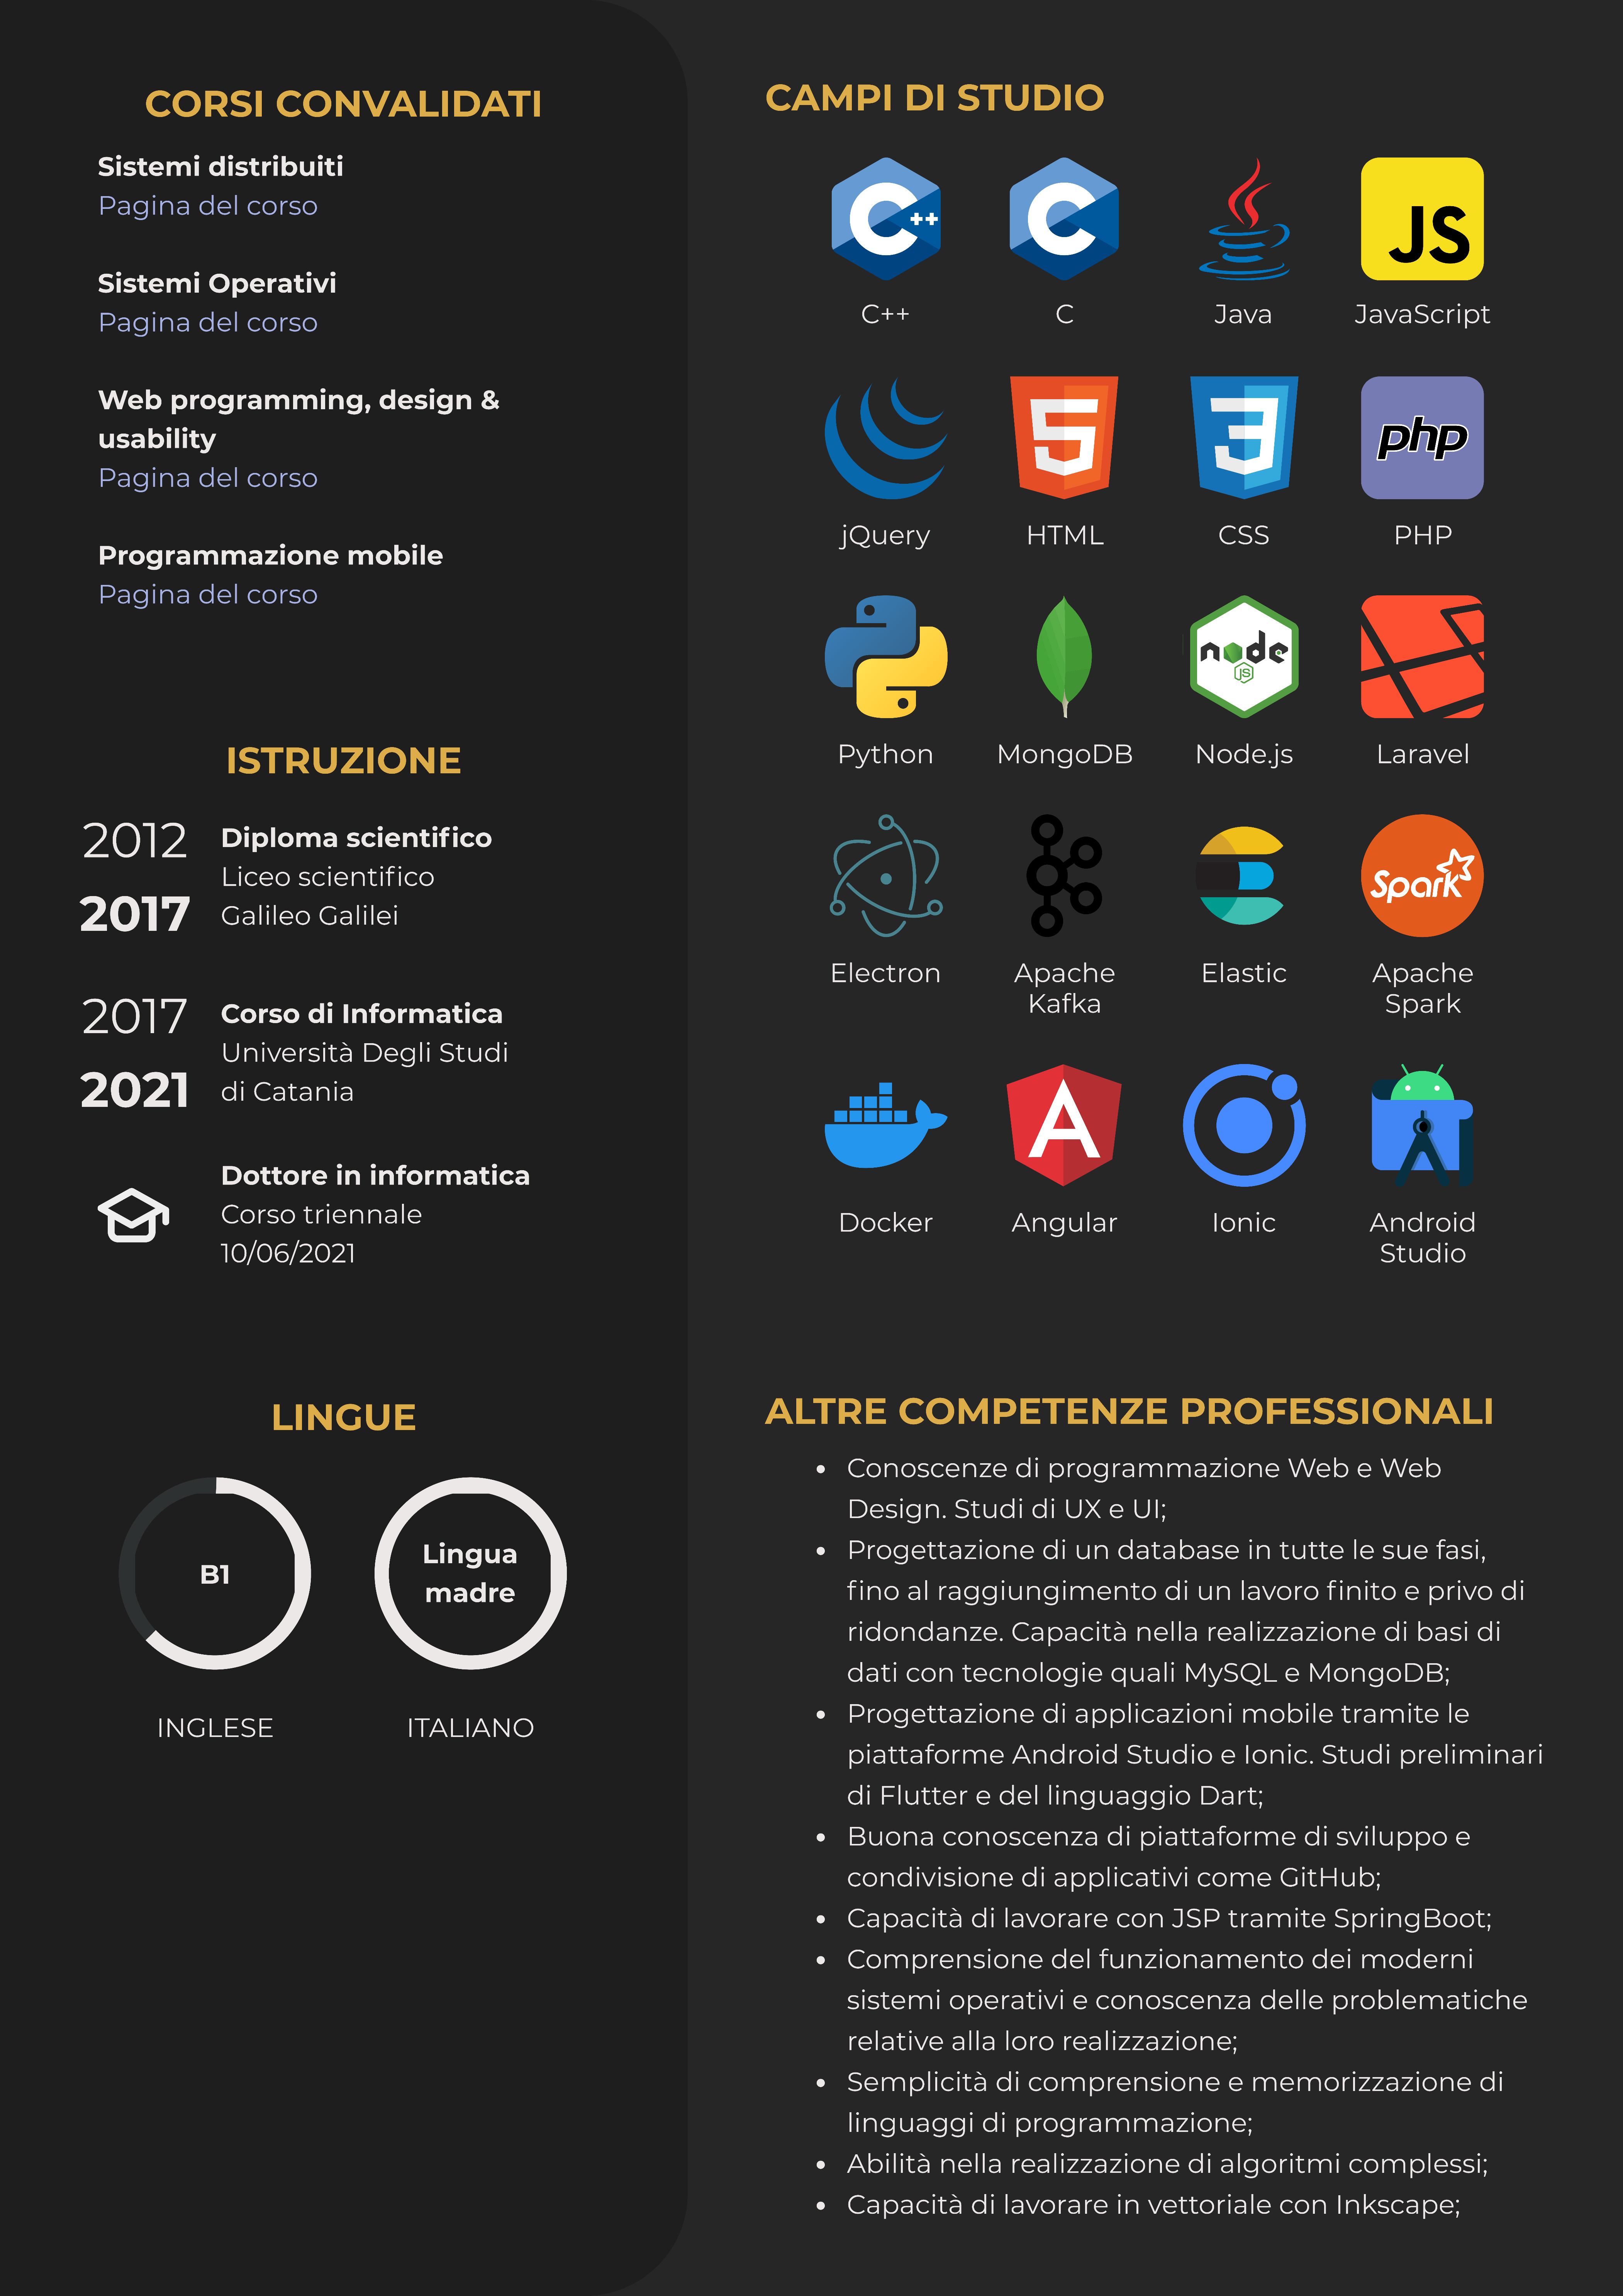 CORSI CONVALIDATI
Sistemi distribuiti
Pagina del corso
Sistemi Operativi
Pagina del corso
Web programming, design &
usability
Pagina del corso
Programmazione mobile
Pagina del corso
ISTRUZIONE
2012
2017
Diploma scientifico
Liceo scientifico
Galileo Galilei
2017
2021
Corso di Informatica
Università Degli Studi
di Catania
Dottore in informatica
Corso triennale
10/06/2021
LINGUE
B1
INGLESE
Lingua
madre
ITALIANO
CAMPI DI STUDIO
C++
C
JS
C++ C Java JavaScript
5
3
php
jQuery HTML CSS PHP
node
JS
Python MongoDB Node.js Laravel
Spark
Electron Apache Elastic Apache
Kafka Spark
A
Docker Angular Ionic Android
Studio
ALTRE COMPETENZE PROFESSIONALI
• Conoscenze di programmazione Web e Web
Design. Studi di UX e UI;
• Progettazione di un database in tutte le sue fasi,
fino al raggiungimento di un lavoro finito e privo di
ridondanze. Capacità nella realizzazione di basi di
dati con tecnologie quali MySQL e MongoDB;
• Progettazione di applicazioni mobile tramite le
piattaforme Android Studio e Ionic. Studi preliminari
di Flutter e del linguaggio Dart;
• Buona conoscenza di piattaforme di sviluppo e
condivisione di applicativi come GitHub;
• Capacità di lavorare con JSP tramite SpringBoot;
• Comprensione del funzionamento dei moderni
sistemi operativi e conoscenza delle problematiche
relative alla loro realizzazione;
• Semplicità di comprensione e memorizzazione di
linguaggi di programmazione;
• Abilità nella realizzazione di algoritmi complessi;
• Capacità di lavorare in vettoriale con Inkscape;